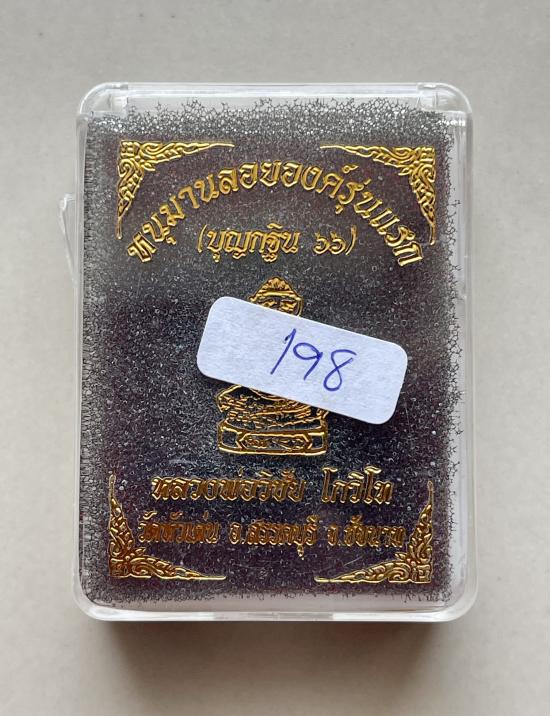 หนุมานลอยองค์รุ่นแรก
(บุญกฐิน ๖๖)
198
หลวงพ่อวิชัย โกวิโท
วัดหัวเด่น อ.สรรคบุรี จ.ชัยนาท